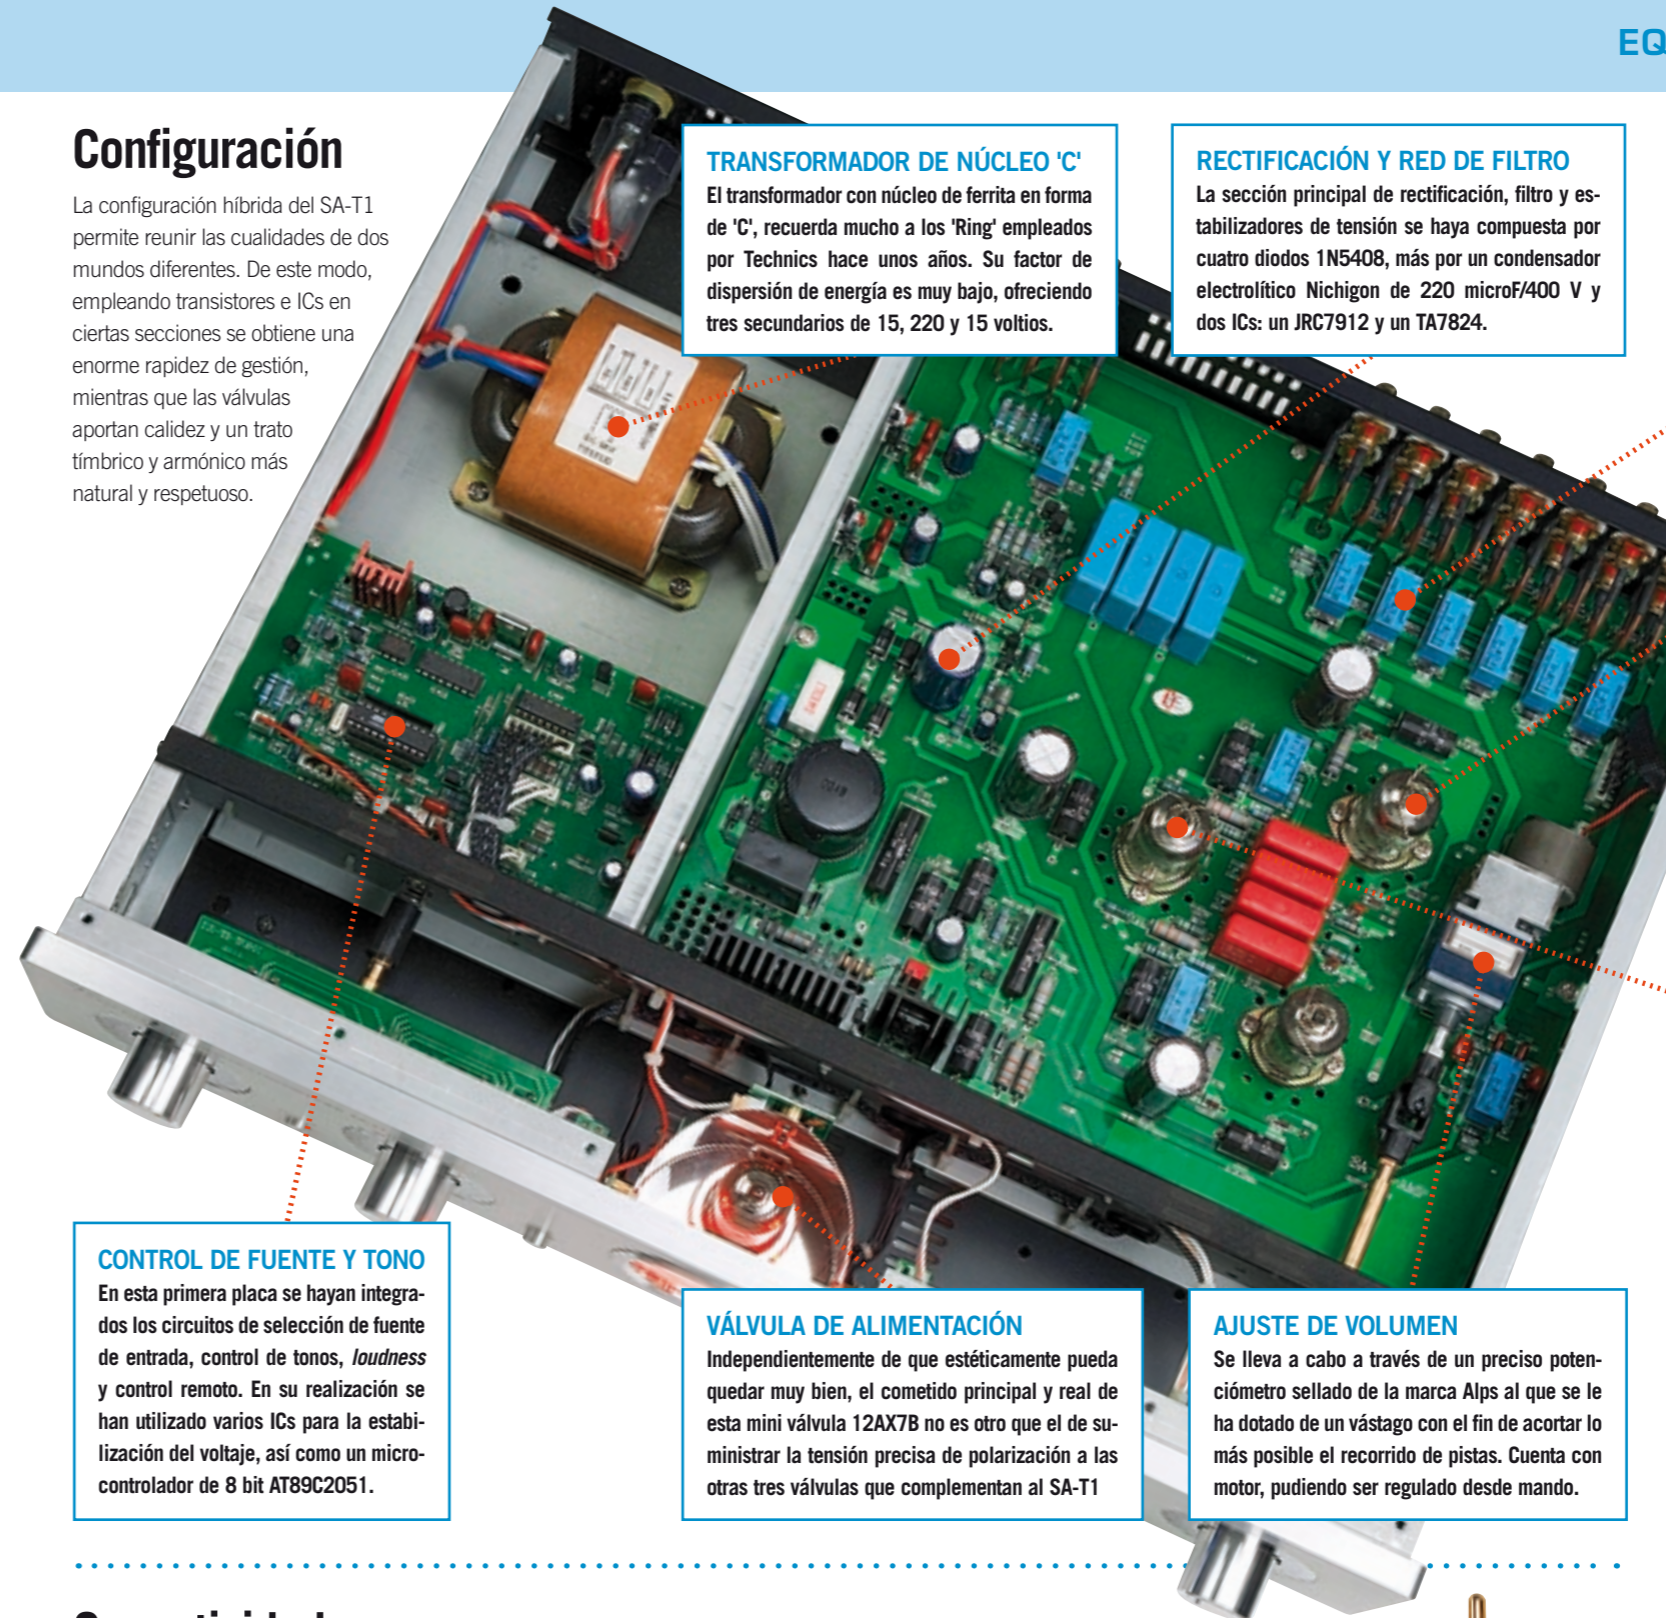 EQ
Configuración
La configuración híbrida del SA-T1
permite reunir las cualidades de dos
mundos diferentes. De este modo,
empleando transistores e ICs en
ciertas secciones se obtiene una
enorme rapidez de gestión,
mientras que las válvulas
aportan calidez y un trato
tímbrico y armónico más
natural y respetuoso.
TRANSFORMADOR DE NÚCLEO 'C'
El transformador con núcleo de ferrita en forma
de 'C', recuerda mucho a los 'Ring' empleados
por Technics hace unos años. Su factor de
dispersión de energía es muy bajo, ofreciendo
tres secundarios de 15, 220 y 15 voltios.
RECTIFICACIÓN Y RED DE FILTRO
La sección principal de rectificación, filtro y es-
tabilizadores de tensión se haya compuesta por
cuatro diodos 1N5408, más por un condensador
electrolítico Nichigon de 220 microF/400 V y
dos ICs: un JRC7912 y un TA7824.
CONTROL DE FUENTE Y TONO
En esta primera placa se hayan integra-
dos los circuitos de selección de fuente
de entrada, control de tonos, loudness
y control remoto. En su realización se
han utilizado varios ICs para la estabi-
lización del voltaje, así como un micro-
controlador de 8 bit AT89C2051.
VÁLVULA DE ALIMENTACIÓN
Independientemente de que estéticamente pueda
quedar muy bien, el cometido principal y real de
esta mini válvula 12AX7B no es otro que el de su-
ministrar la tensión precisa de polarización a las
otras tres válvulas que complementan al SA-T1
AJUSTE DE VOLUMEN
Se lleva a cabo a través de un preciso poten-
ciómetro sellado de la marca Alps al que se le
ha dotado de un vástago con el fin de acortar lo
más posible el recorrido de pistas. Cuenta con
motor, pudiendo ser regulado desde mando.